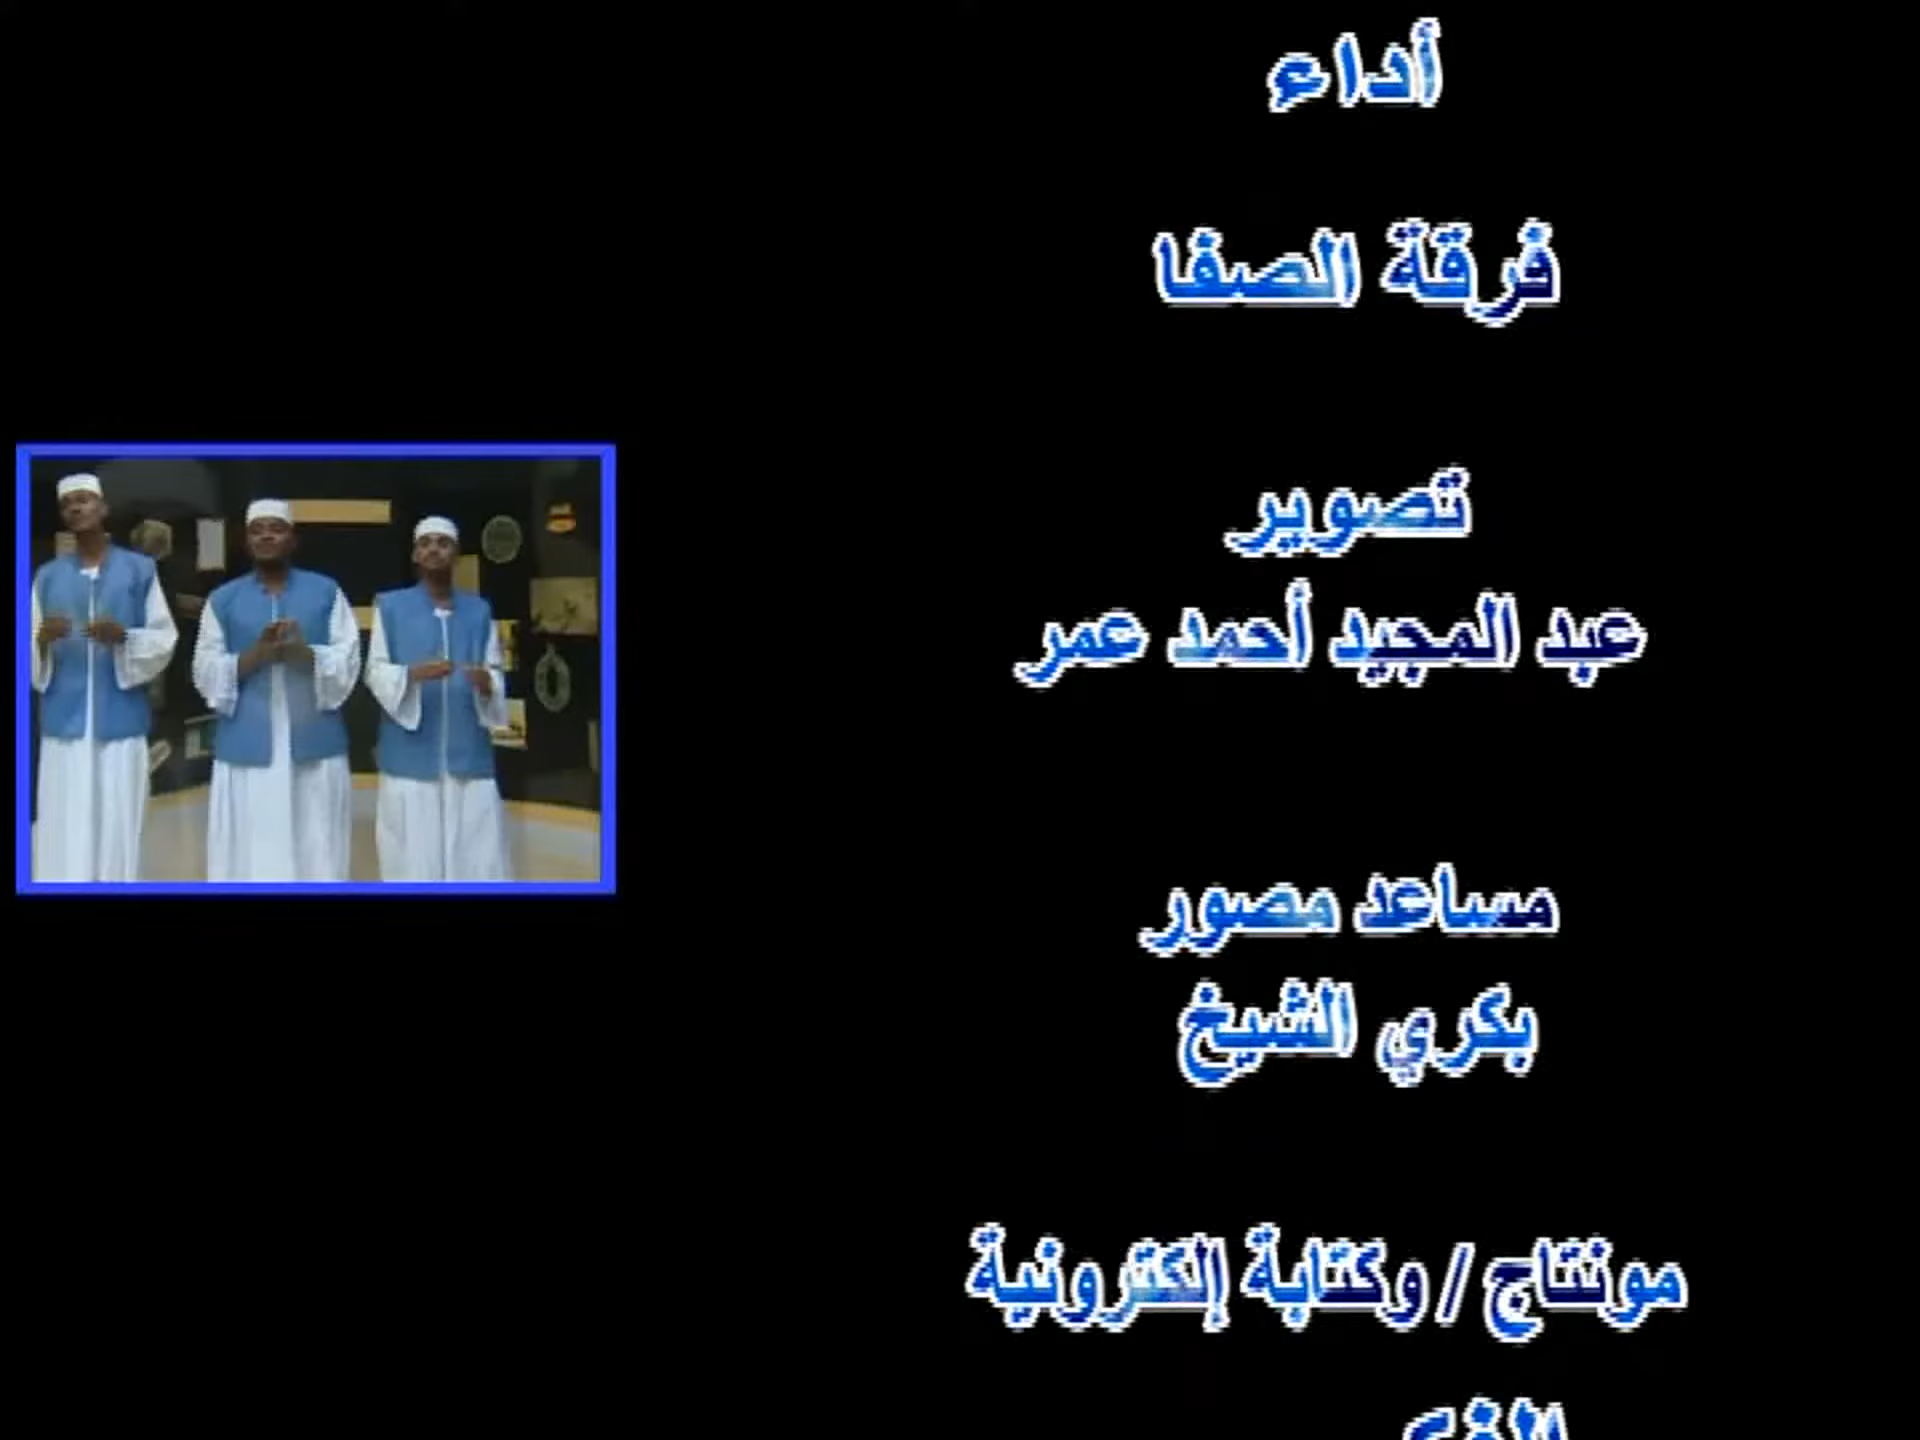 أداء
فرقة الصفا
تصوير
عبد المجيد أحمد عمر
مساعد مصور
بكري الشيخ
مونتاج / وكتابة إلكترونية